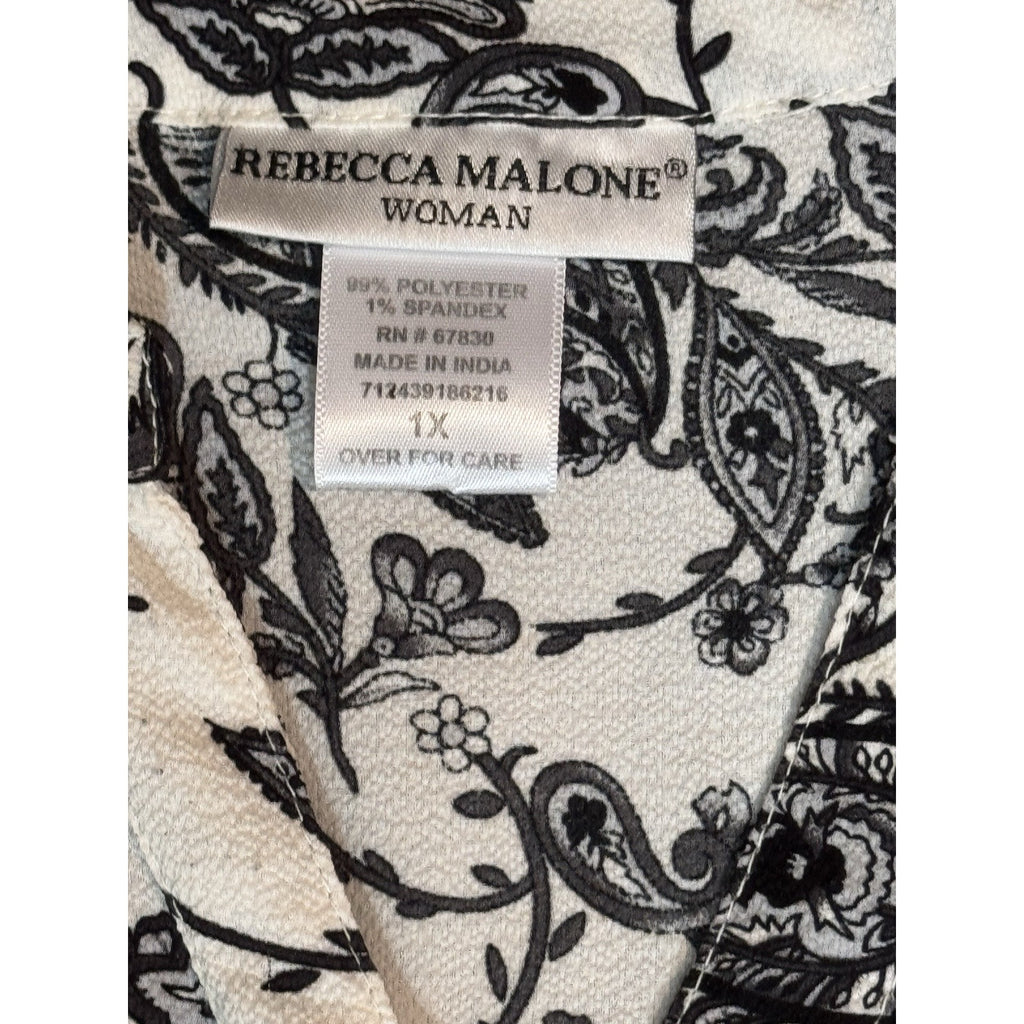 REBECCA MALONE®
WOMAN
99% POLYESTER
1% SPANDEX
RN # 67830
MADE IN INDIA
712439186216
1X
OVER FOR CARE